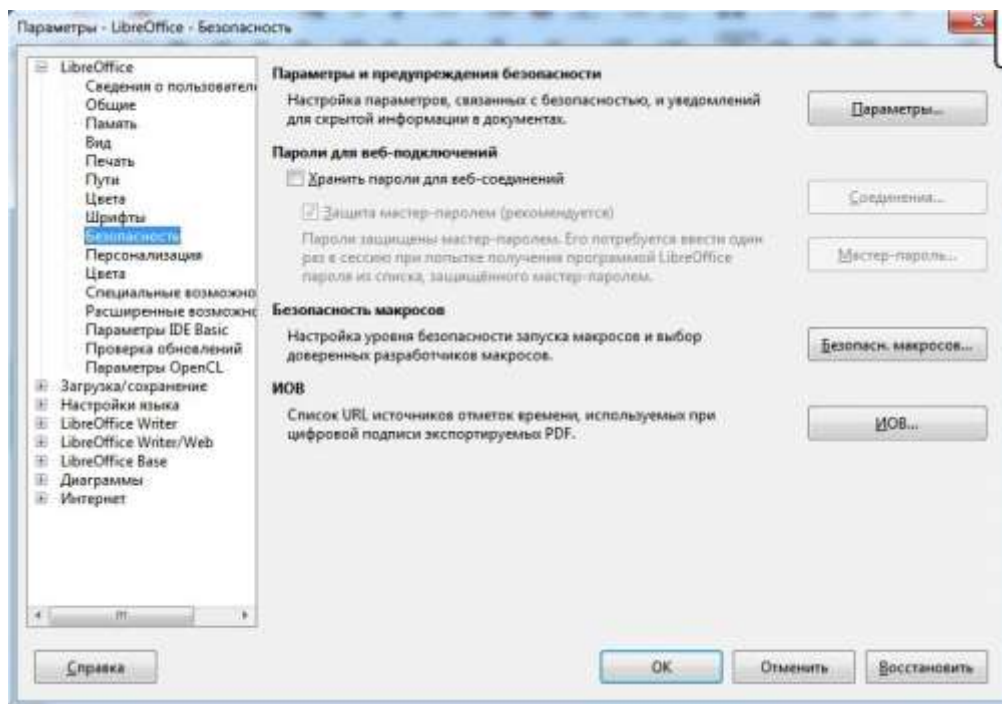 Параметры - LibreOffice - Безопасность
LibreOffice
Сведения о пользовател
Общие
Память
Вид
Печать
Пути
Цвета
Шрифты
Безопасность
Персонализация
Цвета
Специальные возможно
Расширенные возможнс
Параметры IDE Basic
Проверка обновлений
Параметры OpenCL
Загрузка/сохранение
Настройки языка
LibreOffice Writer
LibreOffice Writer/Web
LibreOffice Base
Диаграммы
Интернет
Параметры и предупреждения безопасности
Настройка параметров, связанных с безопасностью, и уведомлений
для скрытой информации в документах.
Параметры...
Пароли для веб-подключений
Хранить пароли для веб-соединений
Соединения...
Защита мастер-паролем (рекомендуется)
Пароли защищены мастер-паролем. Его потребуется ввести один
раз в сессию при попытке получения программой LibreOffice
пароля из списка, защищённого мастер-паролем.
Мастер-пароль...
Безопасность макросов
Настройка уровня безопасности запуска макросов и выбор
доверенных разработчиков макросов.
Безопасн. макросов...
ИОВ
Список URL источников отметок времени, используемых при
цифровой подписи экспортируемых PDF.
ИОВ...
Справка
OK
Отменить
Восстановить